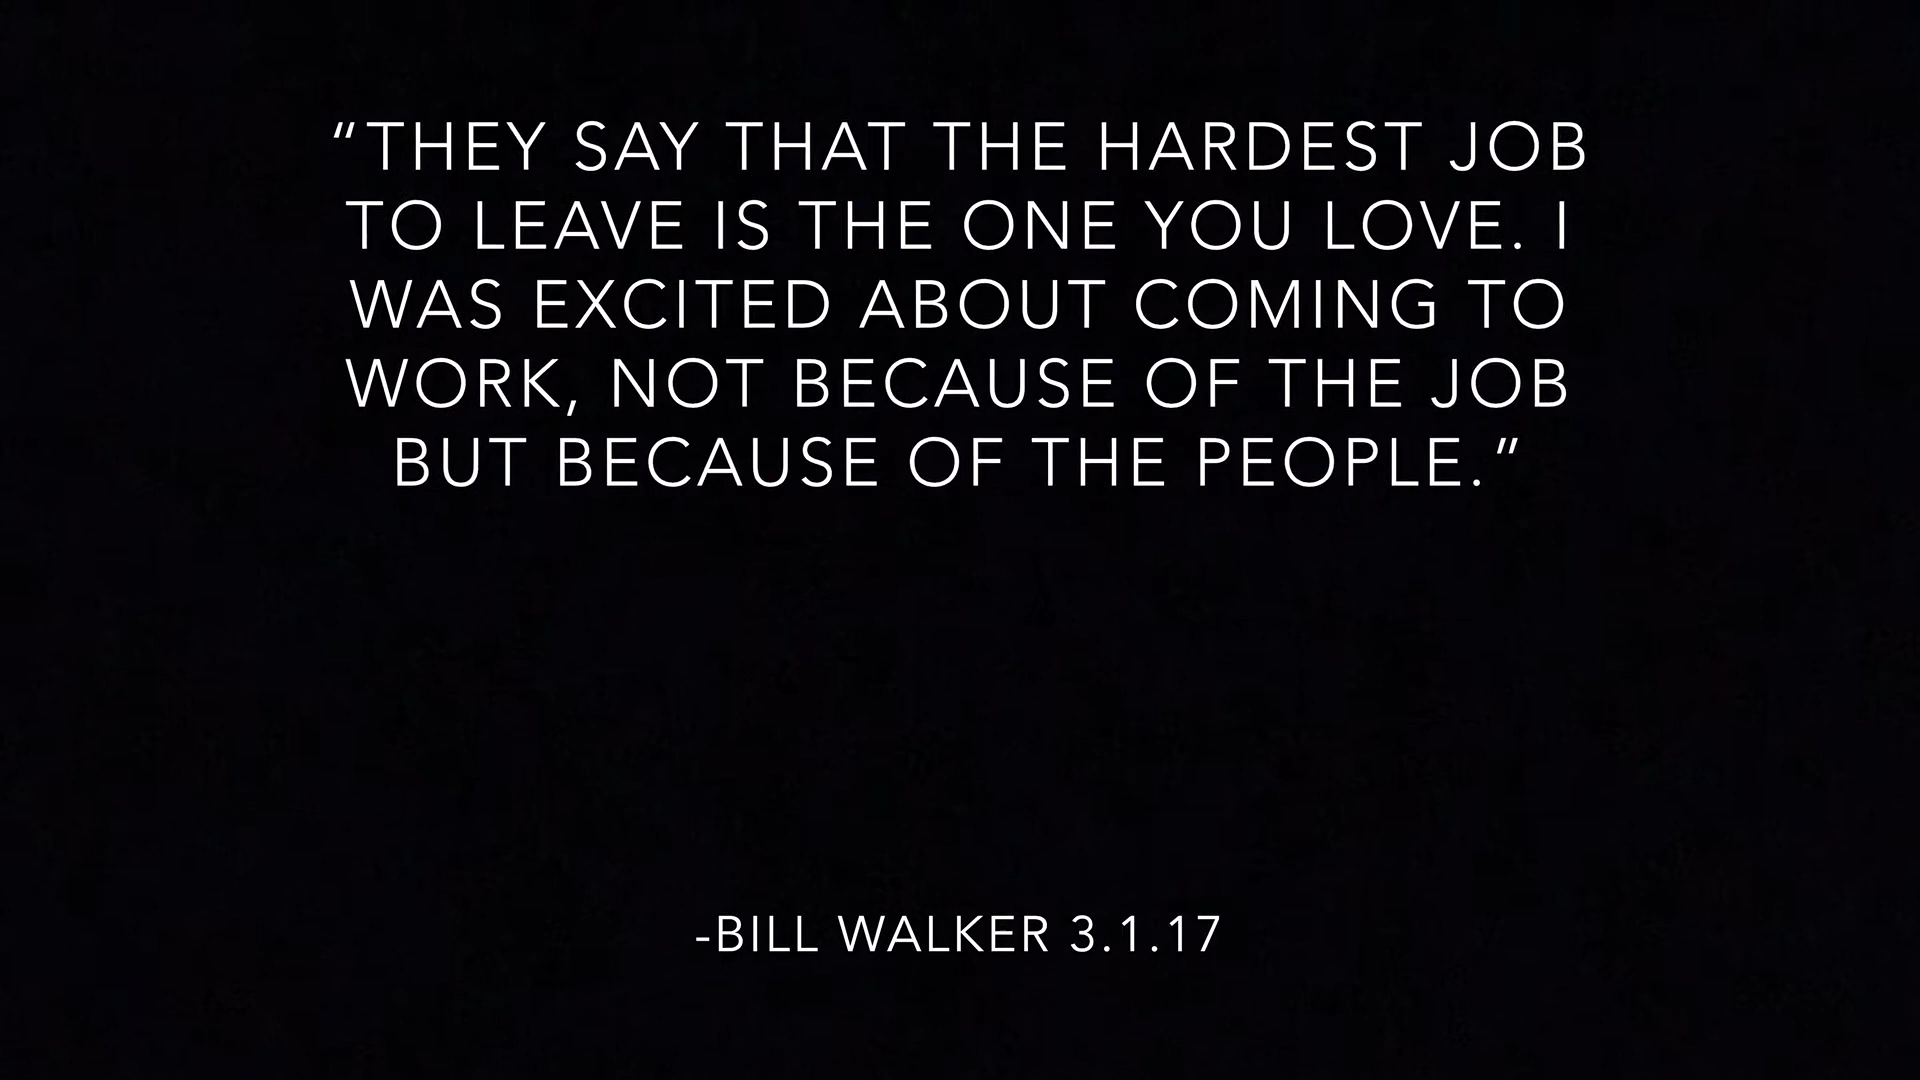 “THEY SAY THAT THE HARDEST JOB
TO LEAVE IS THE ONE YOU LOVE. I
WAS EXCITED ABOUT COMING TO
WORK, NOT BECAUSE OF THE JOB
BUT BECAUSE OF THE PEOPLE.”
-BILL WALKER 3.1.17